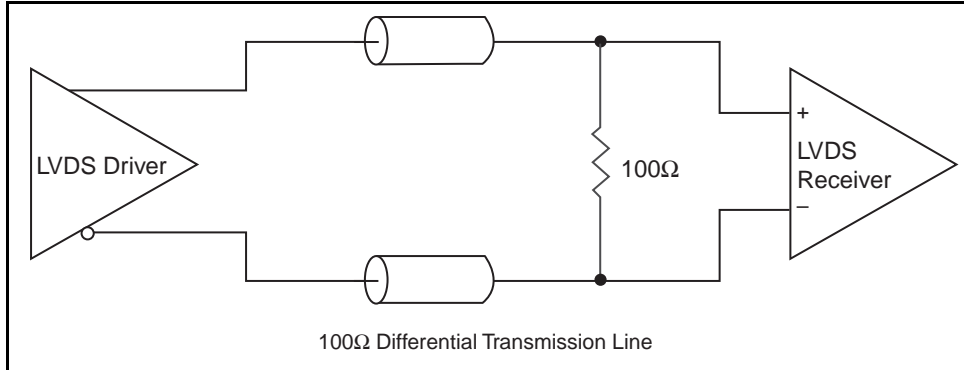 LVDS Driver
100Ω
+
LVDS
Receiver
–
100Ω Differential Transmission Line